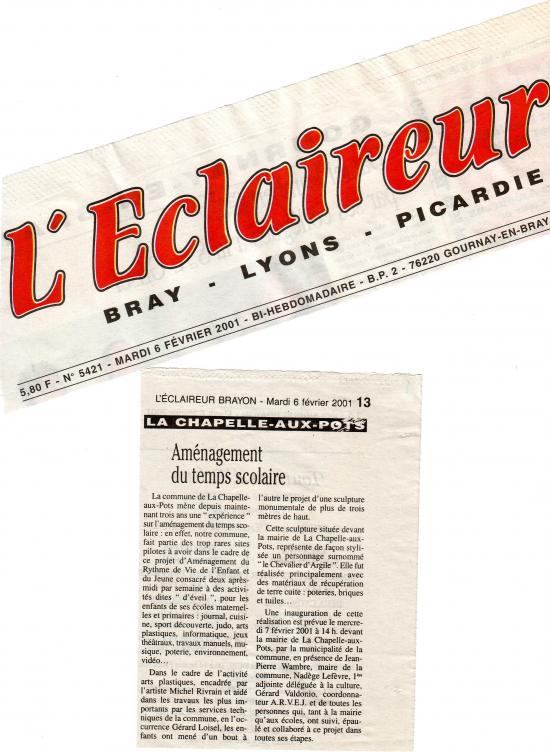 L'Eclaireur
BRAY - LYONS - PICARDIE
5,80 F - N° 5421 - MARDI 6 FÉVRIER 2001 - BI-HEBDOMADAIRE - B.P. 2 - 76220 GOURNAY-EN-BRAY
L'ÉCLAIREUR BRAYON - Mardi 6 février 2001 13
LA CHAPELLE-AUX-POTS
Aménagement
du temps scolaire
La commune de La Chapelle-
aux-Pots mène depuis mainte-
nant trois ans une " expérience "
sur l'aménagement du temps sco-
laire : en effet, notre commune,
fait partie des trop rares sites
pilotes à avoir dans le cadre de
ce projet d'Aménagement du
Rythme de Vie de l'Enfant et
du Jeune consacré deux après-
midi par semaine à des activi-
tés dites " d'éveil ", pour les
enfants de ses écoles maternel-
les et primaires : journal, cuisi-
ne, sport découverte, judo, arts
plastiques, informatique, jeux
théâtraux, travaux manuels, mu-
sique, poterie, environnement,
vidéo…
Dans le cadre de l'activité
arts plastiques, encadrée par
l'artiste Michel Rivrain et aidé
dans les travaux les plus im-
portants par les services tech-
niques de la commune, en l'oc-
currence Gérard Loisel, les en-
fants ont mené d'un bout à
l'autre le projet d'une sculpture
monumentale de plus de trois
mètres de haut.
Cette sculpture située devant
la mairie de La Chapelle-aux-
Pots, représente de façon styli-
sée un personnage surnommé
" le Chevalier d'Argile ". Elle fut
réalisée principalement avec
des matériaux de récupération
de terre cuite : poteries, briques
et tuiles…
Une inauguration de cette
réalisation est prévue le mercre-
di 7 février 2001 à 14 h. devant
la mairie de La Chapelle-aux-
Pots, par la municipalité de la
commune, en présence de Jean-
Pierre Wambre, maire de la
commune, Nadège Lefèvre, 1ère
adjointe déléguée à la culture,
Gérard Valdonio, coordonna-
teur A.R.V.E.J. et de toutes les
personnes qui, tant à la mairie
qu'aux écoles, ont suivi, épau-
lé et collaboré à ce projet dans
toutes ses étapes.